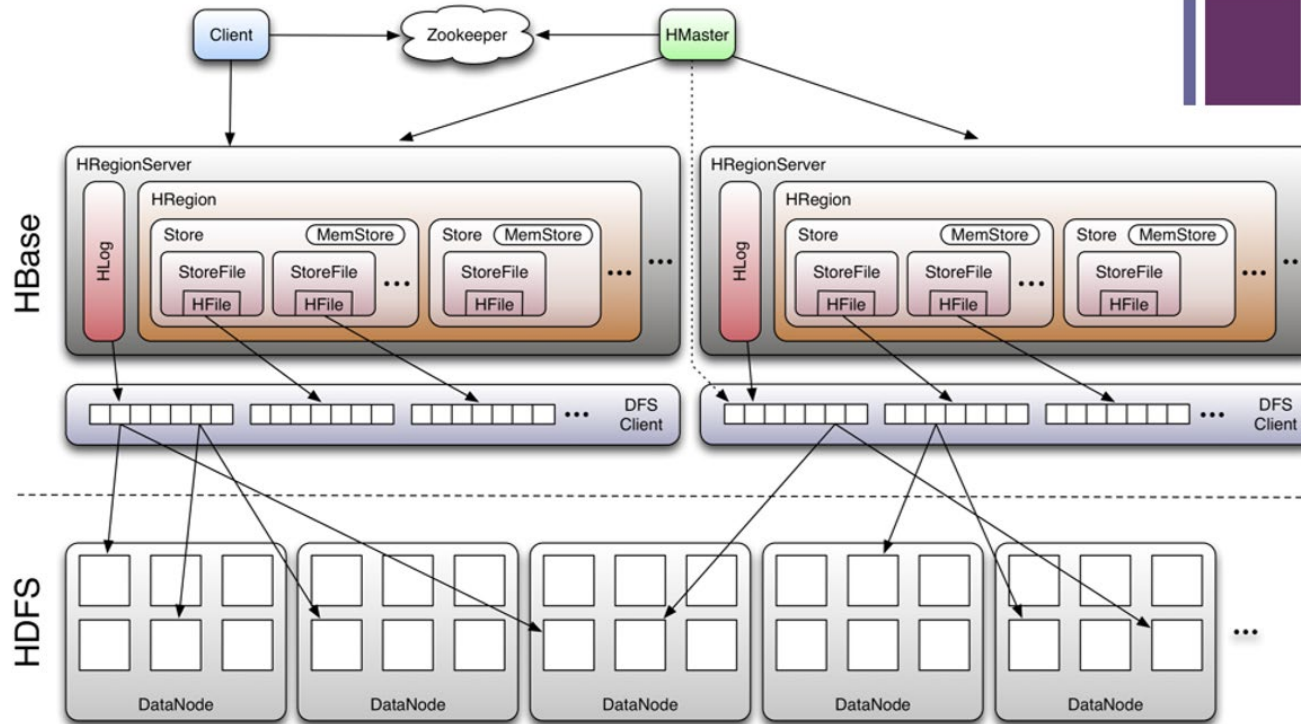 Client
Zookeeper
HMaster
HBase
HRegionServer
HLog
HRegion
Store
MemStore
StoreFile
HFile
StoreFile
HFile
...
Store
MemStore
StoreFile
HFile
...
...
HRegionServer
HLog
HRegion
Store
MemStore
StoreFile
HFile
StoreFile
HFile
...
Store
MemStore
StoreFile
HFile
...
...
...
DFS
Client
...
DFS
Client
HDFS
DataNode
DataNode
DataNode
DataNode
DataNode
...